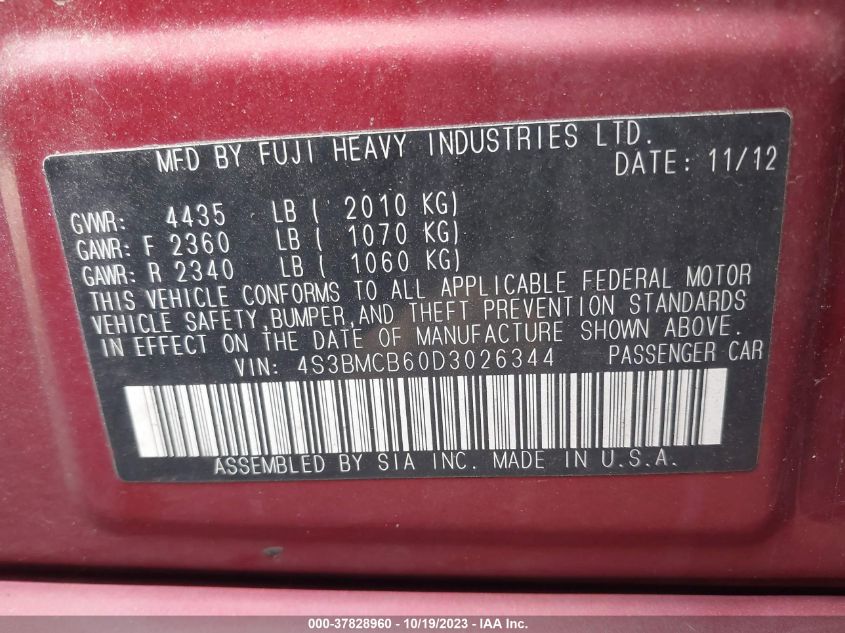 MFD BY FUJI HEAVY INDUSTRIES LTD.
DATE: 11/12
GVWR: 4435 LB ( 2010 KG)
GAWR: F 2360 LB ( 1070 KG)
GAWR: R 2340 LB ( 1060 KG)
THIS VEHICLE CONFORMS TO ALL APPLICABLE FEDERAL MOTOR
VEHICLE SAFETY,BUMPER,AND THEFT PREVENTION STANDARDS
IN EFFECT ON THE DATE OF MANUFACTURE SHOWN ABOVE.
VIN: 4S3BMCB60D3026344 PASSENGER CAR
ASSEMBLED BY SIA INC. MADE IN U.S.A.
000-37828960 - 10/19/2023 - IAA Inc.